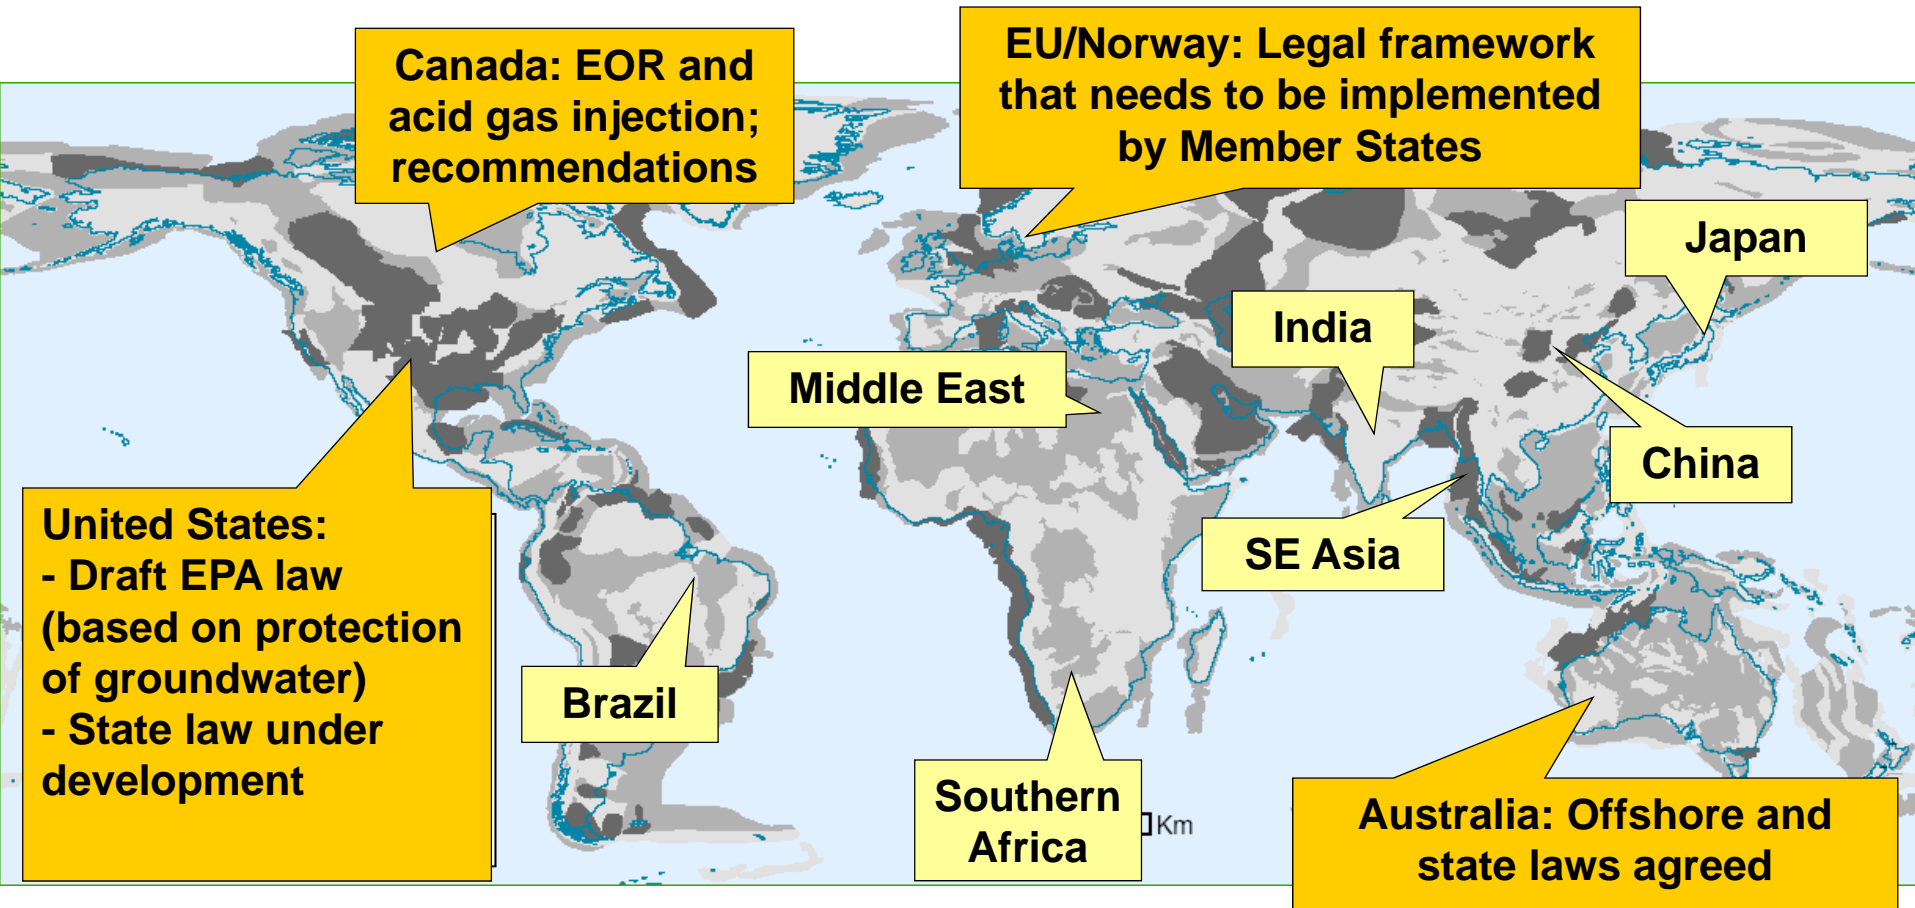 Canada: EOR and
acid gas injection;
recommendations
EU/Norway: Legal framework
that needs to be implemented
by Member States
Japan
India
Middle East
China
SE Asia
United States:
- Draft EPA law
(based on protection
of groundwater)
- State law under
development
Brazil
Southern
Africa
Km
Australia: Offshore and
state laws agreed